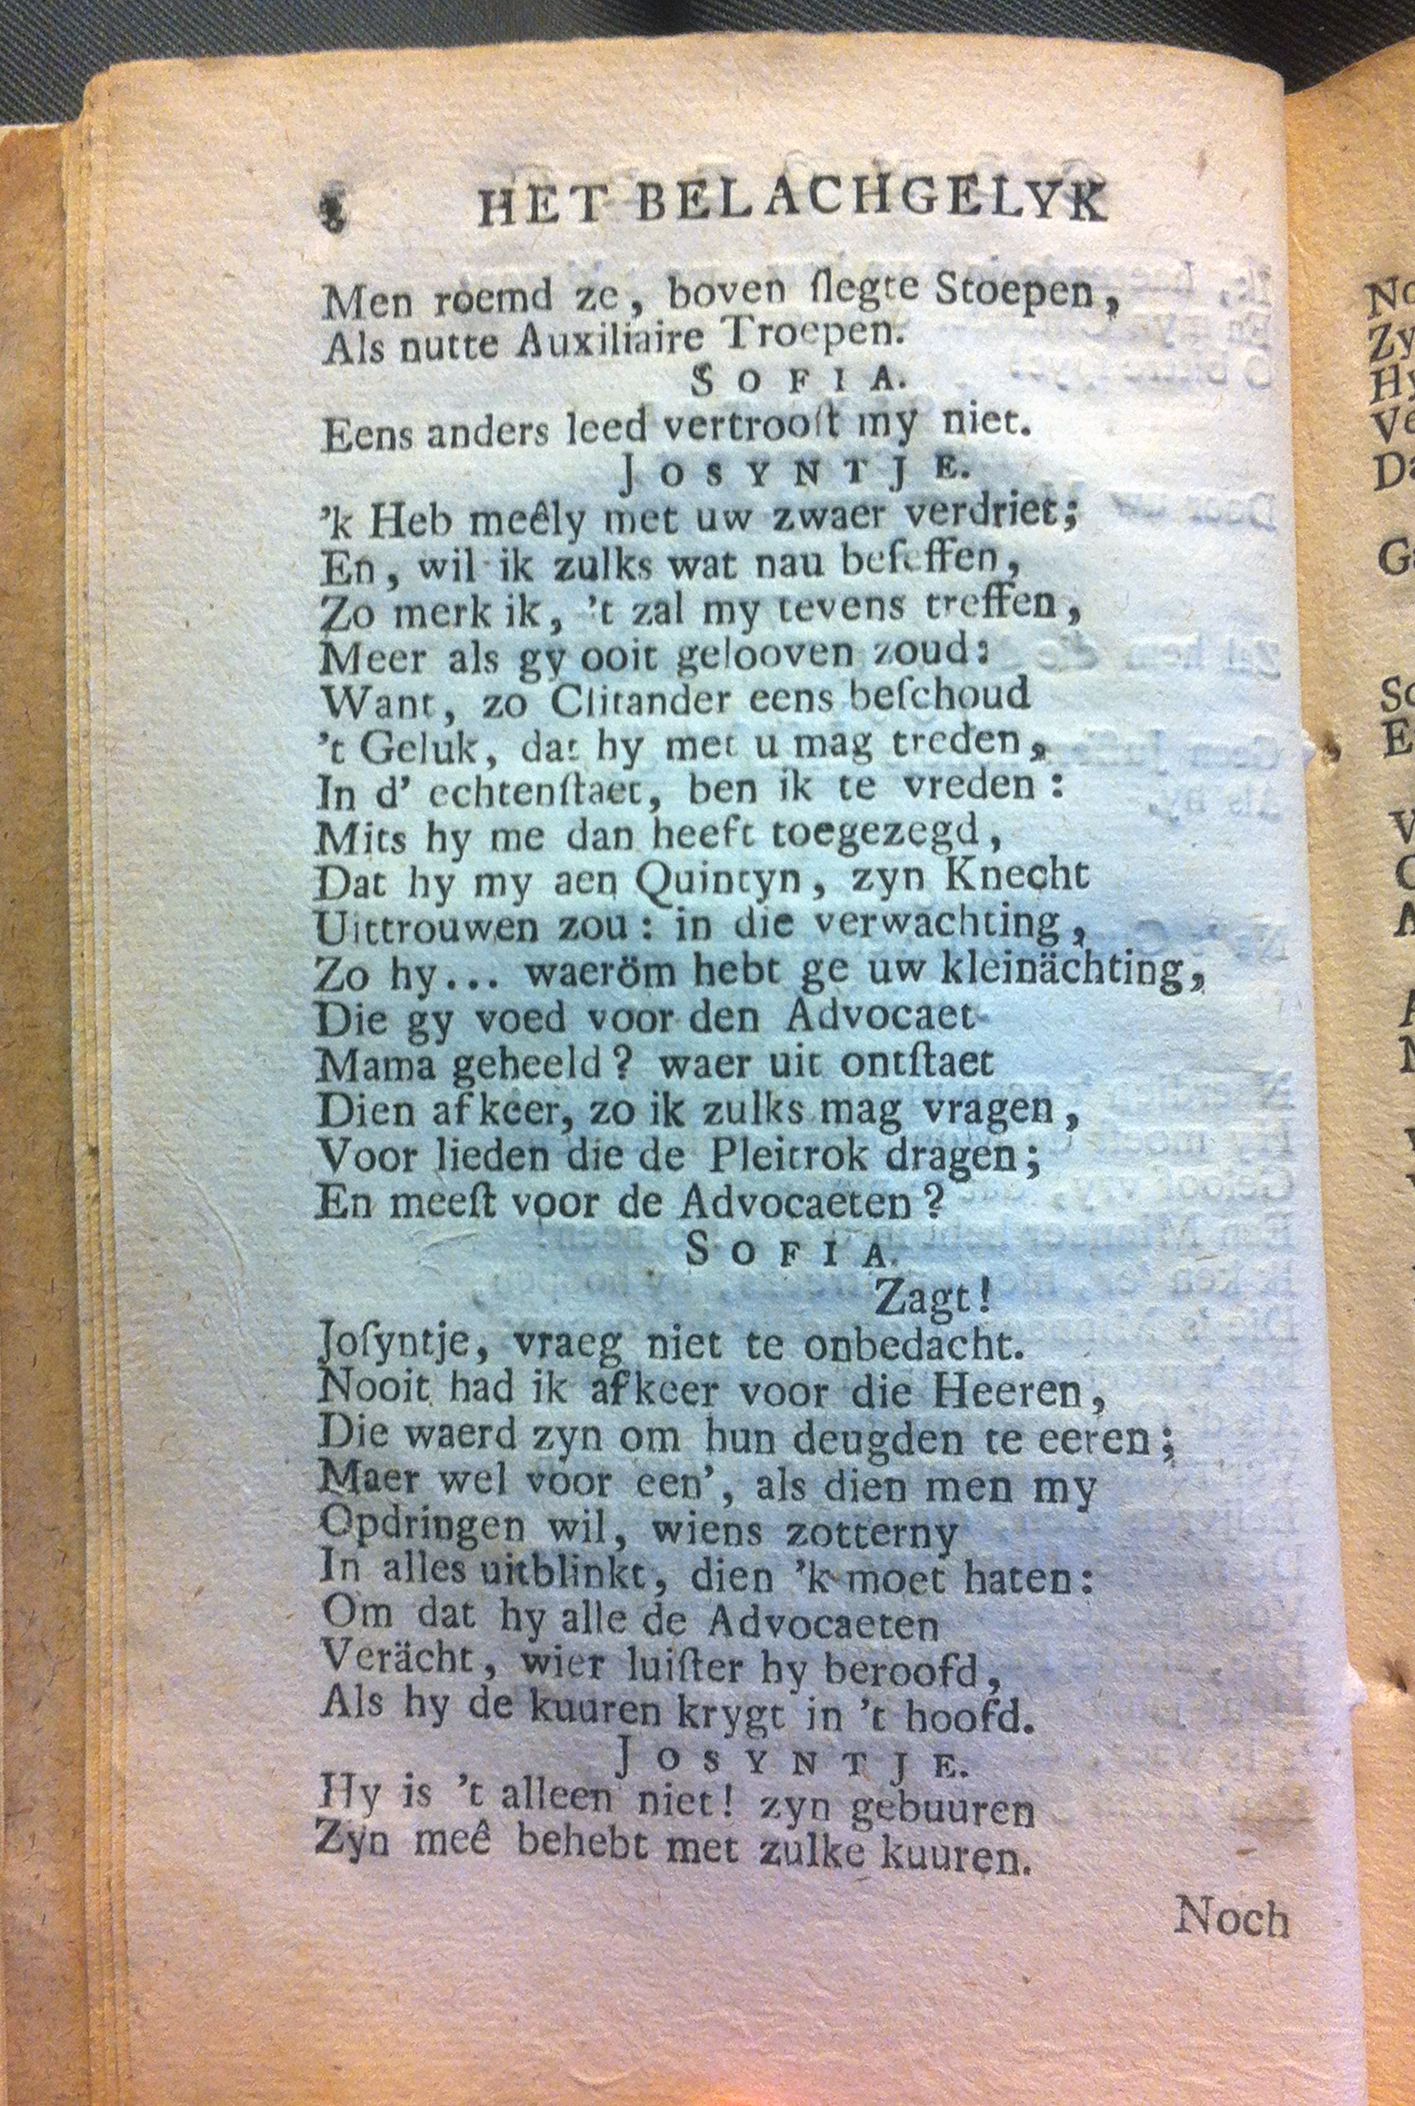 HET BELACHGELYK
Men roemd ze, boven ſlegte Stoepen,
Als nutte Auxiliaire Troepen.
SOFIA.
Eens anders leed vertrooſt my niet.
JOSYNTJE.
'k Heb meêly met uw zwaer verdriet;
En, wil ik zulks wat nau beſeffen,
Zo merk ik, 't zal my tevens treffen,
Meer als gy ooit gelooven zoud:
Want, zo Clitander eens beſchoud
't Geluk, dat hy met u mag treden,
In d' echtenſtaet, ben ik te vreden:
Mits hy me dan heeft toegezegd,
Dat hy my aen Quintyn, zyn Knecht
Uittrouwen zou: in die verwachting,
Zo hy... waeröm hebt ge uw kleinächting,
Die gy voed voor den Advocaet
Mama geheeld? waer uit ontſtaet
Dien afkeer, zo ik zulks mag vragen,
Voor lieden die de Pleitrok dragen;
En meeſt voor de Advocaeten?
SOFIA.
Zagt!
Joſyntje, vraeg niet te onbedacht.
Nooit had ik afkeer voor die Heeren,
Die waerd zyn om hun deugden te eeren;
Maer wel voor een', als dien men my
Opdringen wil, wiens zotterny
In alles uitblinkt, dien 'k moet haten:
Om dat hy alle de Advocaeten
Verächt, wier luiſter hy beroofd,
Als hy de kuuren krygt in 't hoofd.
JOSYNTJE.
Hy is 't alleen niet! zyn gebuuren
Zyn meê behebt met zulke kuuren.
Noch